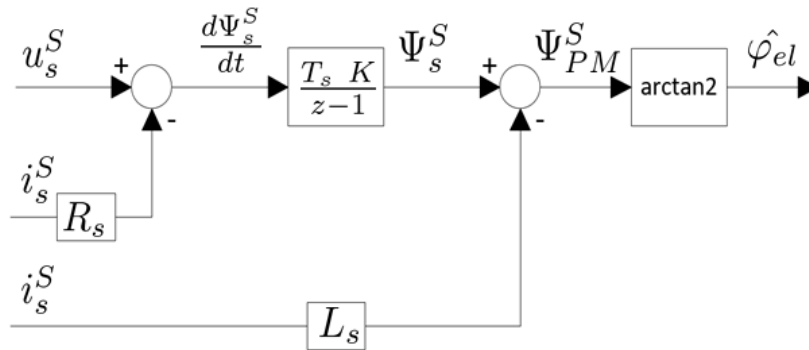 u_s^S
+
-
dΨ_s^S
dt
T_s K
z−1
Ψ_s^S
+
-
Ψ_PM^S
arctan2
φ̂_el
i_s^S
R_s
i_s^S
L_s